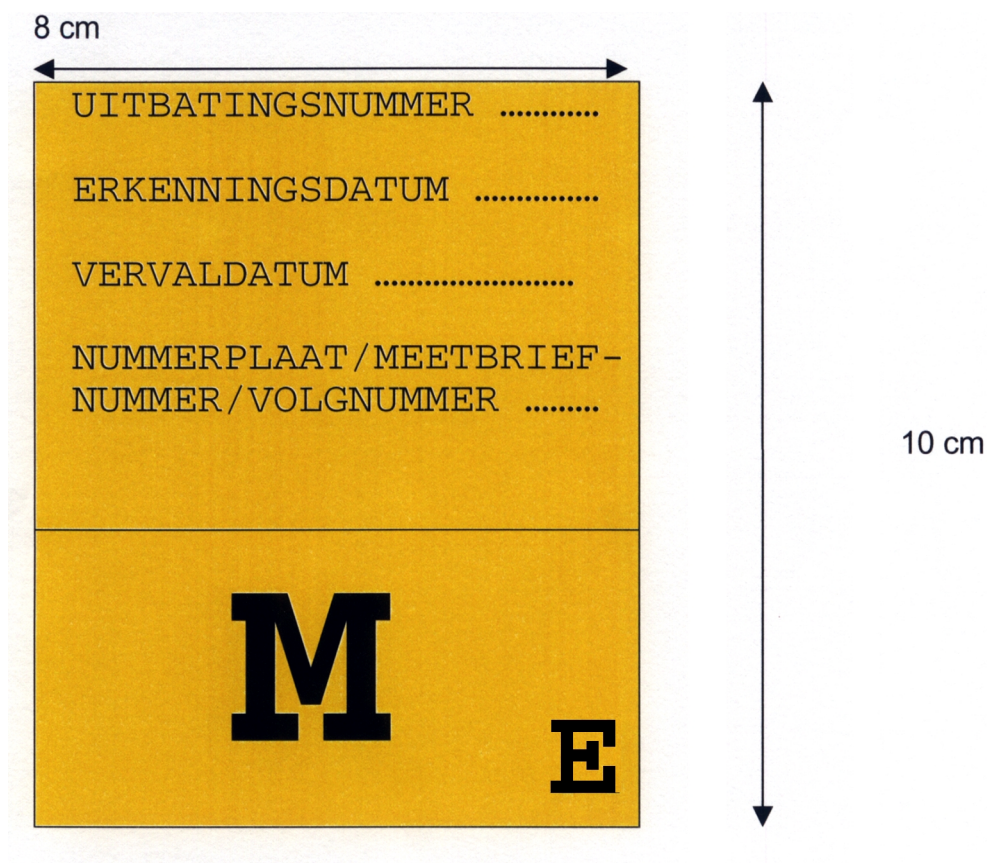 8 cm
UITBATINGSNUMMER ............
ERKENNINGSDATUM ...............
VERVALDATUM ........................
NUMMERPLAAT/MEETBRIEF-
NUMMER/VOLGNUMMER .........
10 cm
M
E